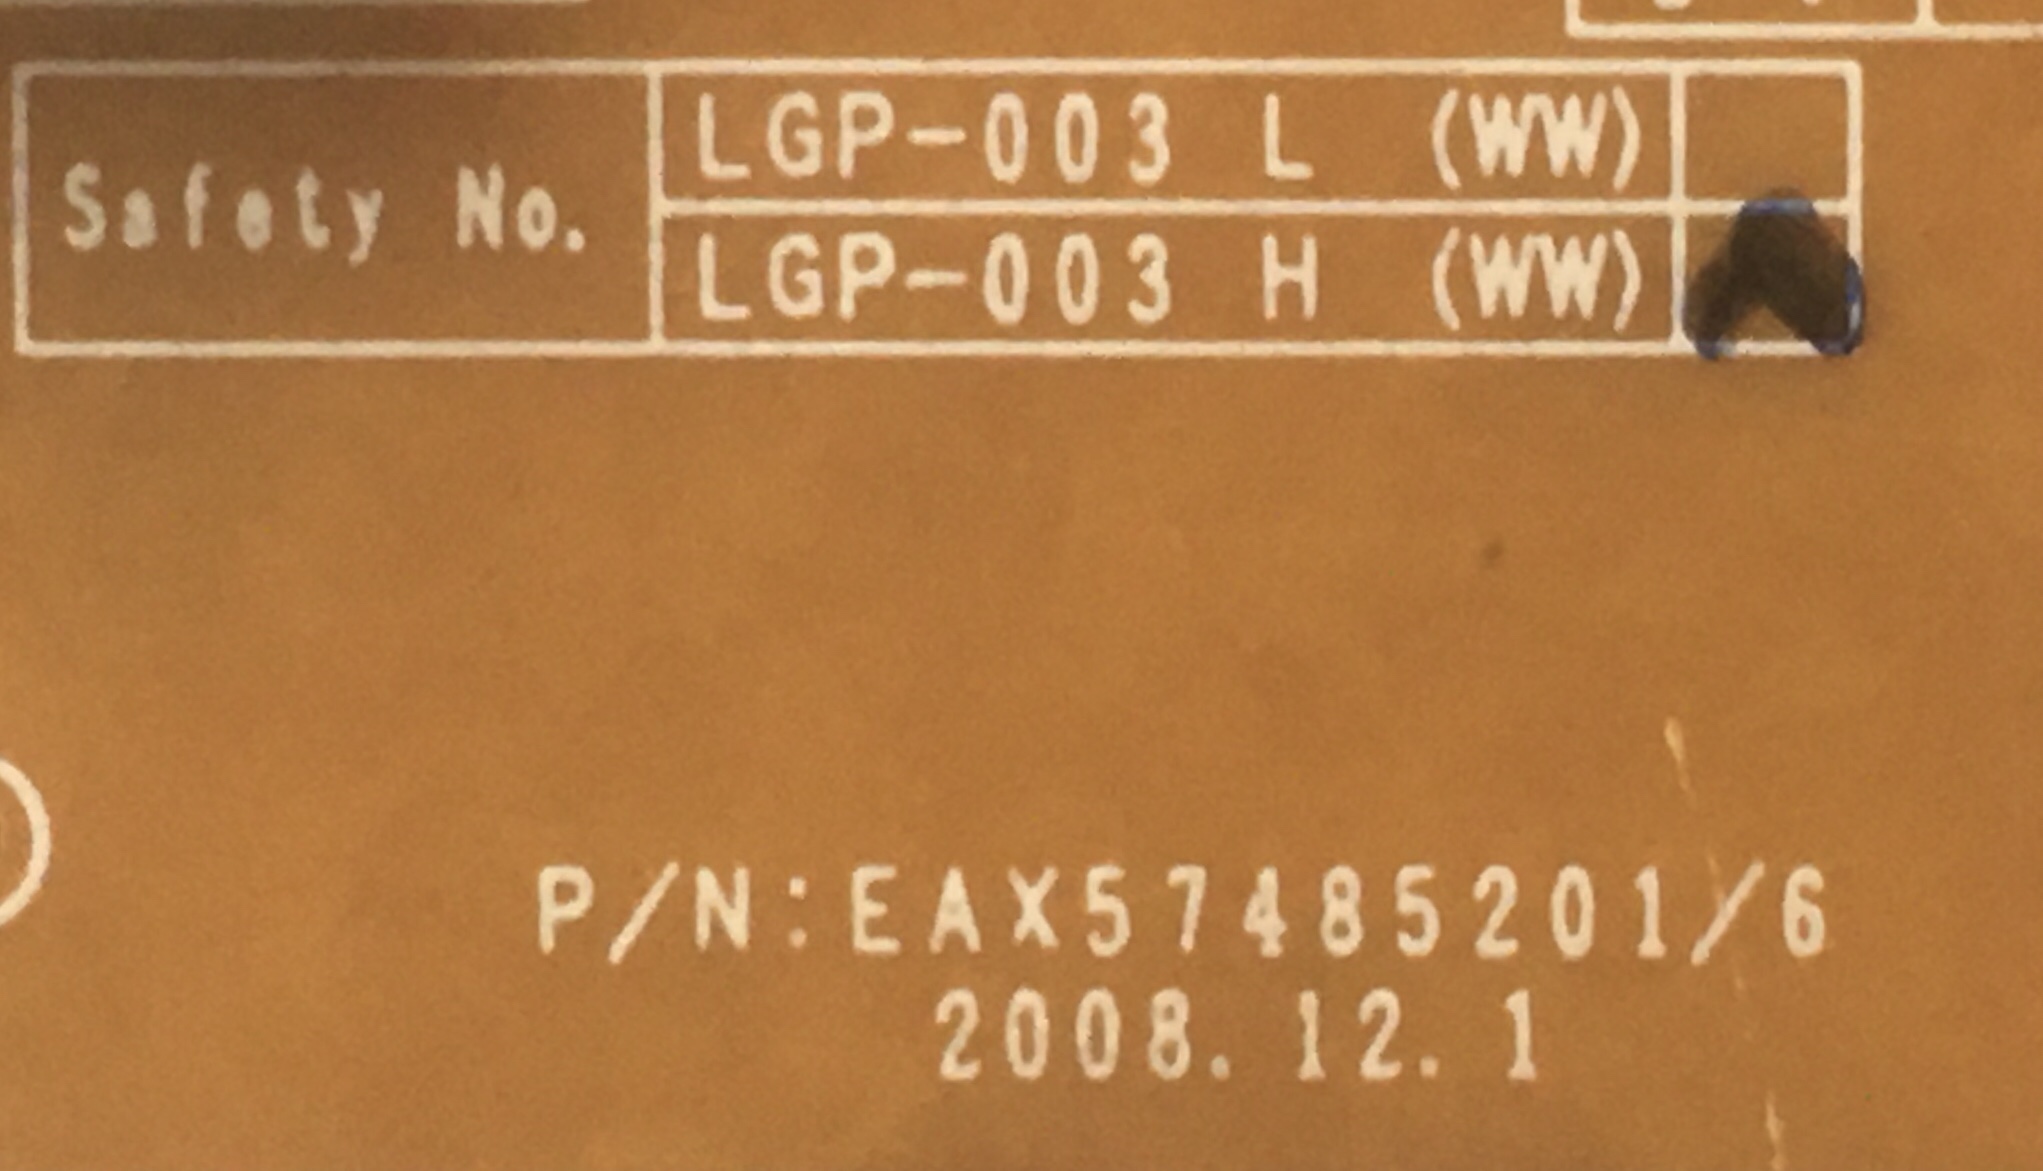 Safety No.
LGP-003 L (WW)
LGP-003 H (WW)
P/N:EAX57485201/6
2008.12.1